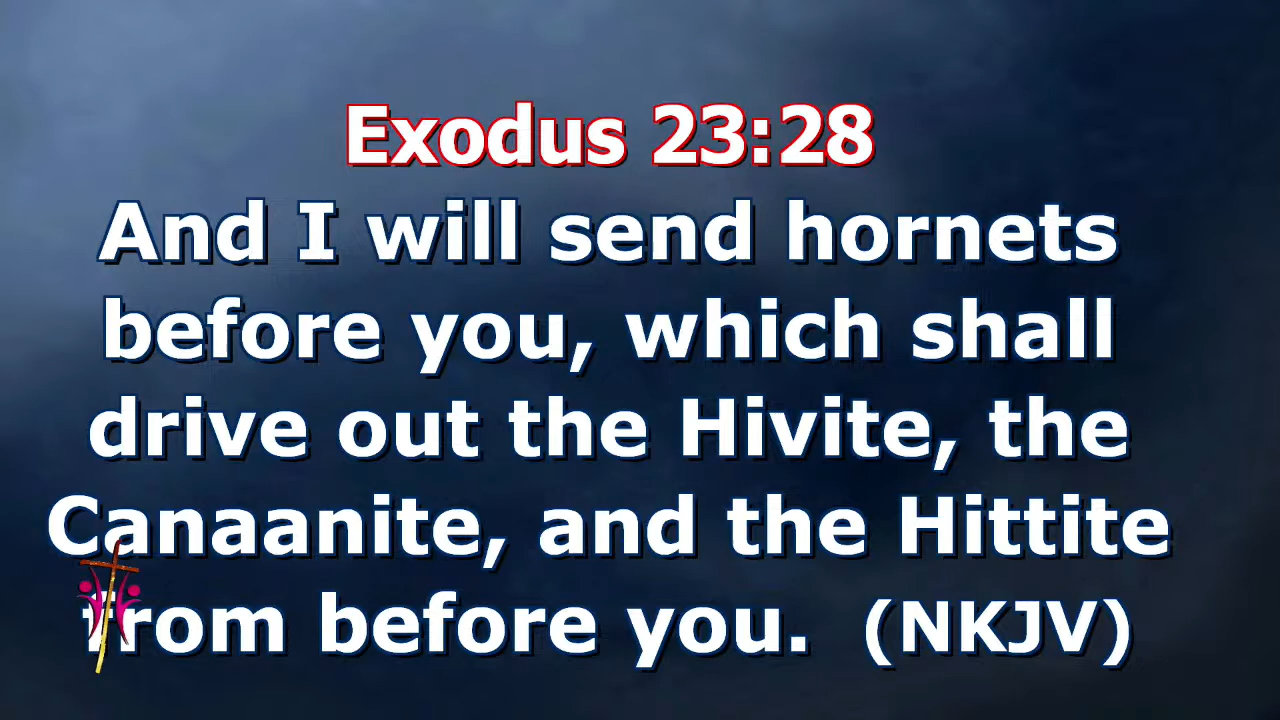 Exodus 23:28
And I will send hornets
before you, which shall
drive out the Hivite, the
Canaanite, and the Hittite
from before you. (NKJV)